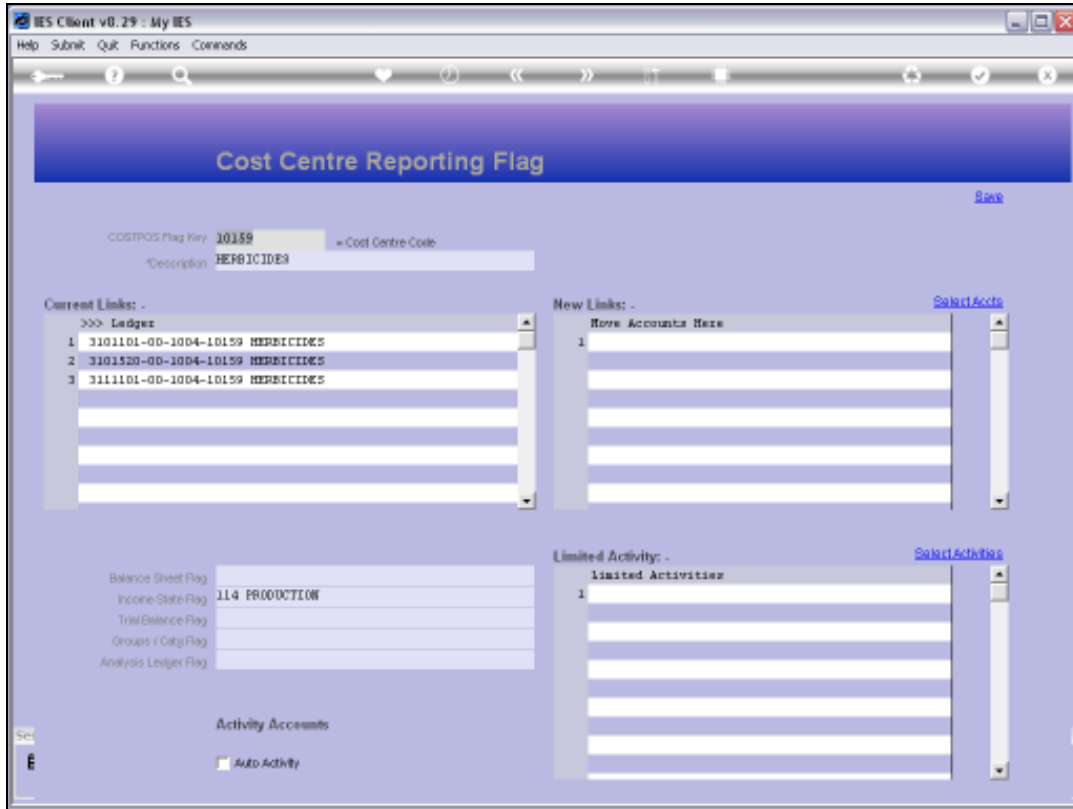 IES Client v8.29 : My IES
Help Submit Quit Functions Commands
Cost Centre Reporting Flag
Save
COSTPOS Flag Key 10159 = Cost Centre Code
*Description HERBICIDES
Current Links: -
>>> Ledger
1 3101101-00-1004-10159 HERBICIDES
2 3101520-00-1004-10159 HERBICIDES
3 3111101-00-1004-10159 HERBICIDES
New Links: -
Select Accts
Move Accounts Here
1
Balance Sheet Flag
Income State Flag 114 PRODUCTION
Trial Balance Flag
Groups / Catg Flag
Analysis Ledger Flag
Limited Activity: -
Select Activities
Limited Activities
1
Activity Accounts
Auto Activity